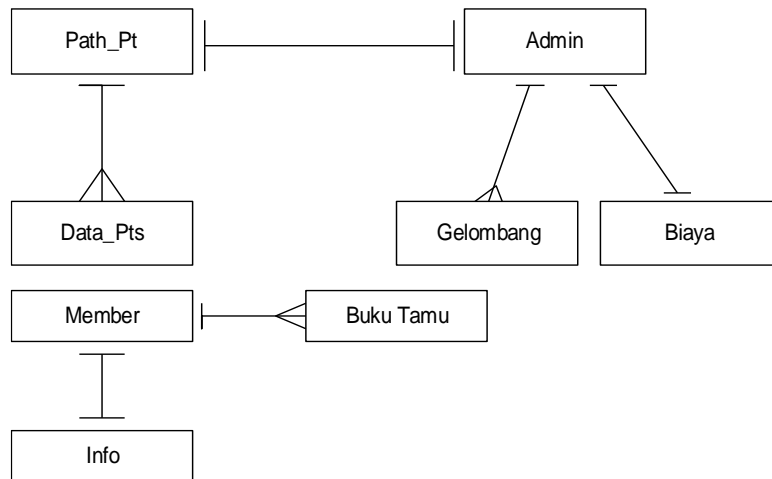 Path_Pt
Admin
Data_Pts
Gelombang
Biaya
Member
Buku Tamu
Info